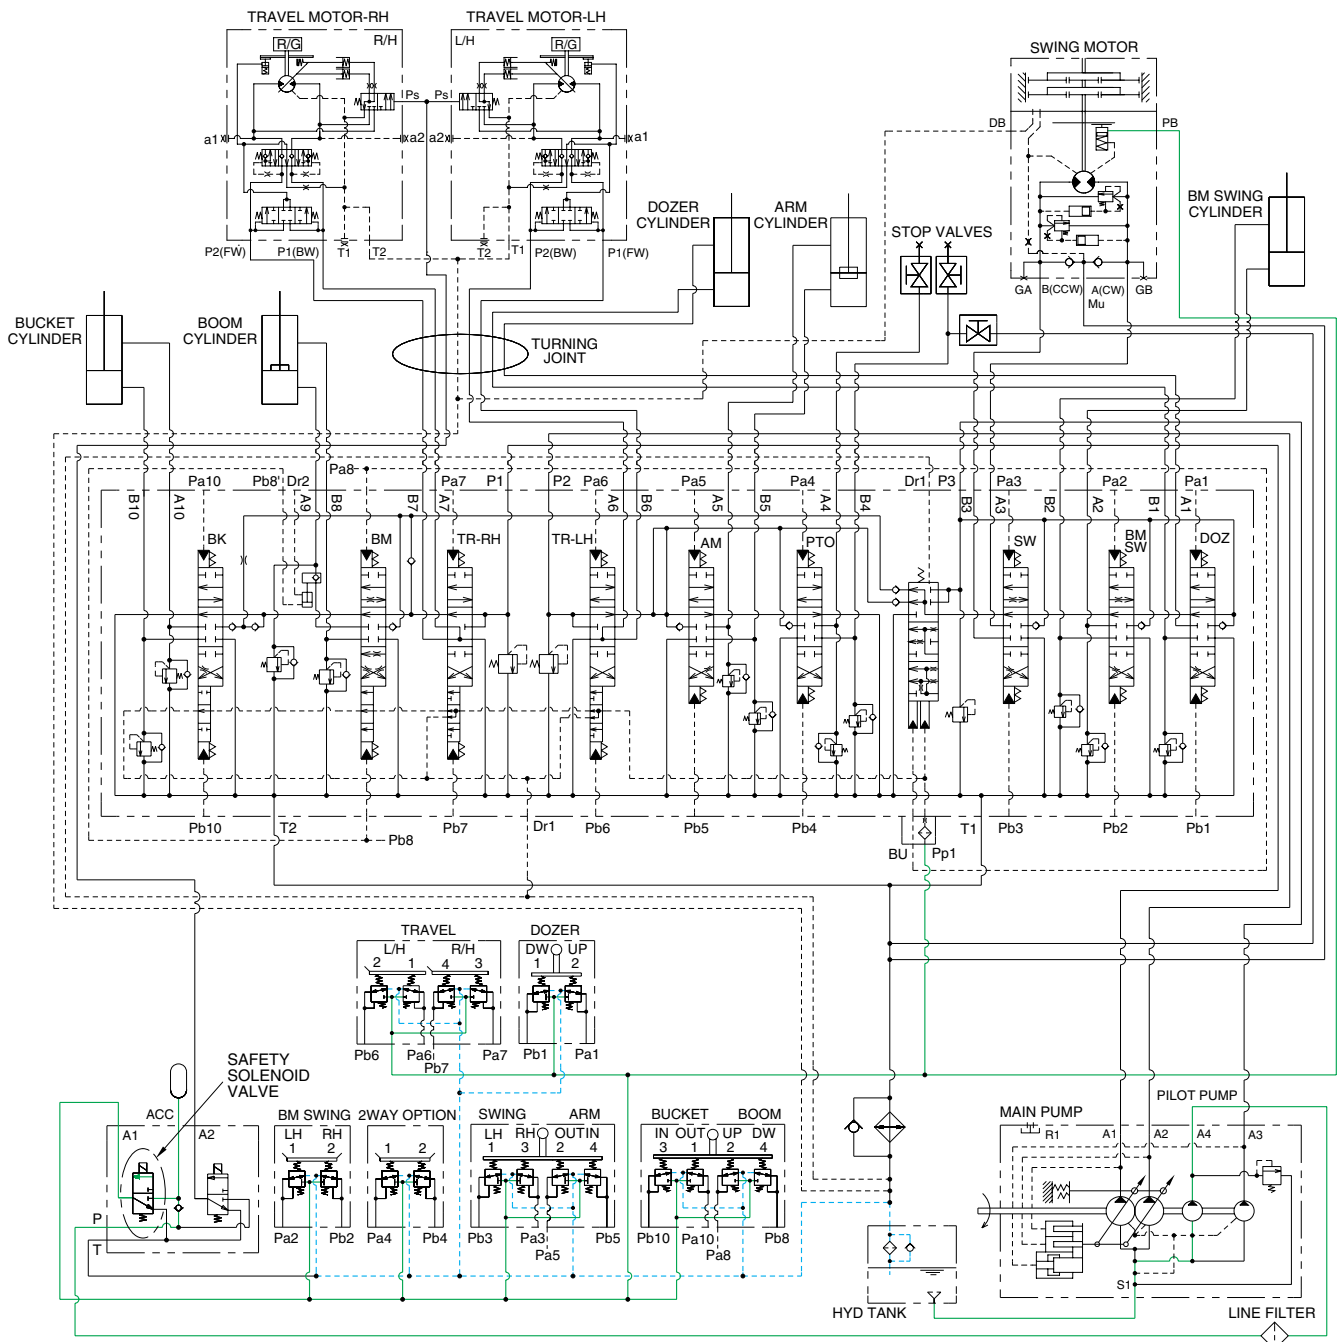 TRAVEL MOTOR-RH TRAVEL MOTOR-LH
R/G R/H L/H R/G
SWING MOTOR
Ps Ps
DB PB
a1 a2 a2 a1
DOZER CYLINDER
ARM CYLINDER
STOP VALVES
BM SWING CYLINDER
P2(FW) P1(BW) T1 T2 T2 T1 P2(BW) P1(FW)
GA B(CCW) A(CW) GB
Mu
BUCKET CYLINDER
BOOM CYLINDER
TURNING JOINT
Pa8
Pa10 Pb8' Dr2 Pa7 P1 P2 Pa6 Pa5 Pa4 Dr1 P3 Pa3 Pa2 Pa1
B10 A10 A9 B8 B7 A7 A6 B6 A5 B5 A4 B4 B3 A3 B2 A2 B1 A1
BK BM TR-RH TR-LH AM PTO SW BM SW DOZ
Pb10 T2 Pb7 Dr1 Pb6 Pb5 Pb4 T1 Pb3 Pb2 Pb1
Pb8
BU Pp1
TRAVEL DOZER
L/H R/H DW UP
2 1 4 3 1 2
Pb6 Pa6 Pa7 Pb1 Pa1
Pb7
SAFETY
SOLENOID
VALVE
ACC
A1 A2
P
T
BM SWING 2WAY OPTION SWING ARM BUCKET BOOM
LH RH LH RH OUT IN IN OUT UP DW
1 2 1 2 1 3 2 4 3 1 2 4
Pa2 Pb2 Pa4 Pb4 Pb3 Pa3 Pb5 Pb10 Pa10 Pb8
Pa5 Pa8
PILOT PUMP
MAIN PUMP
R1 A1 A2 A4 A3
S1
HYD TANK
LINE FILTER